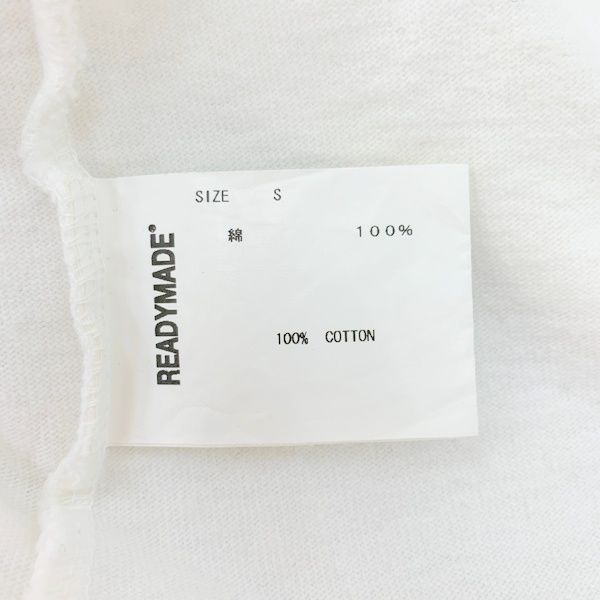 SIZE S
綿 100%
100% COTTON
READYMADE®